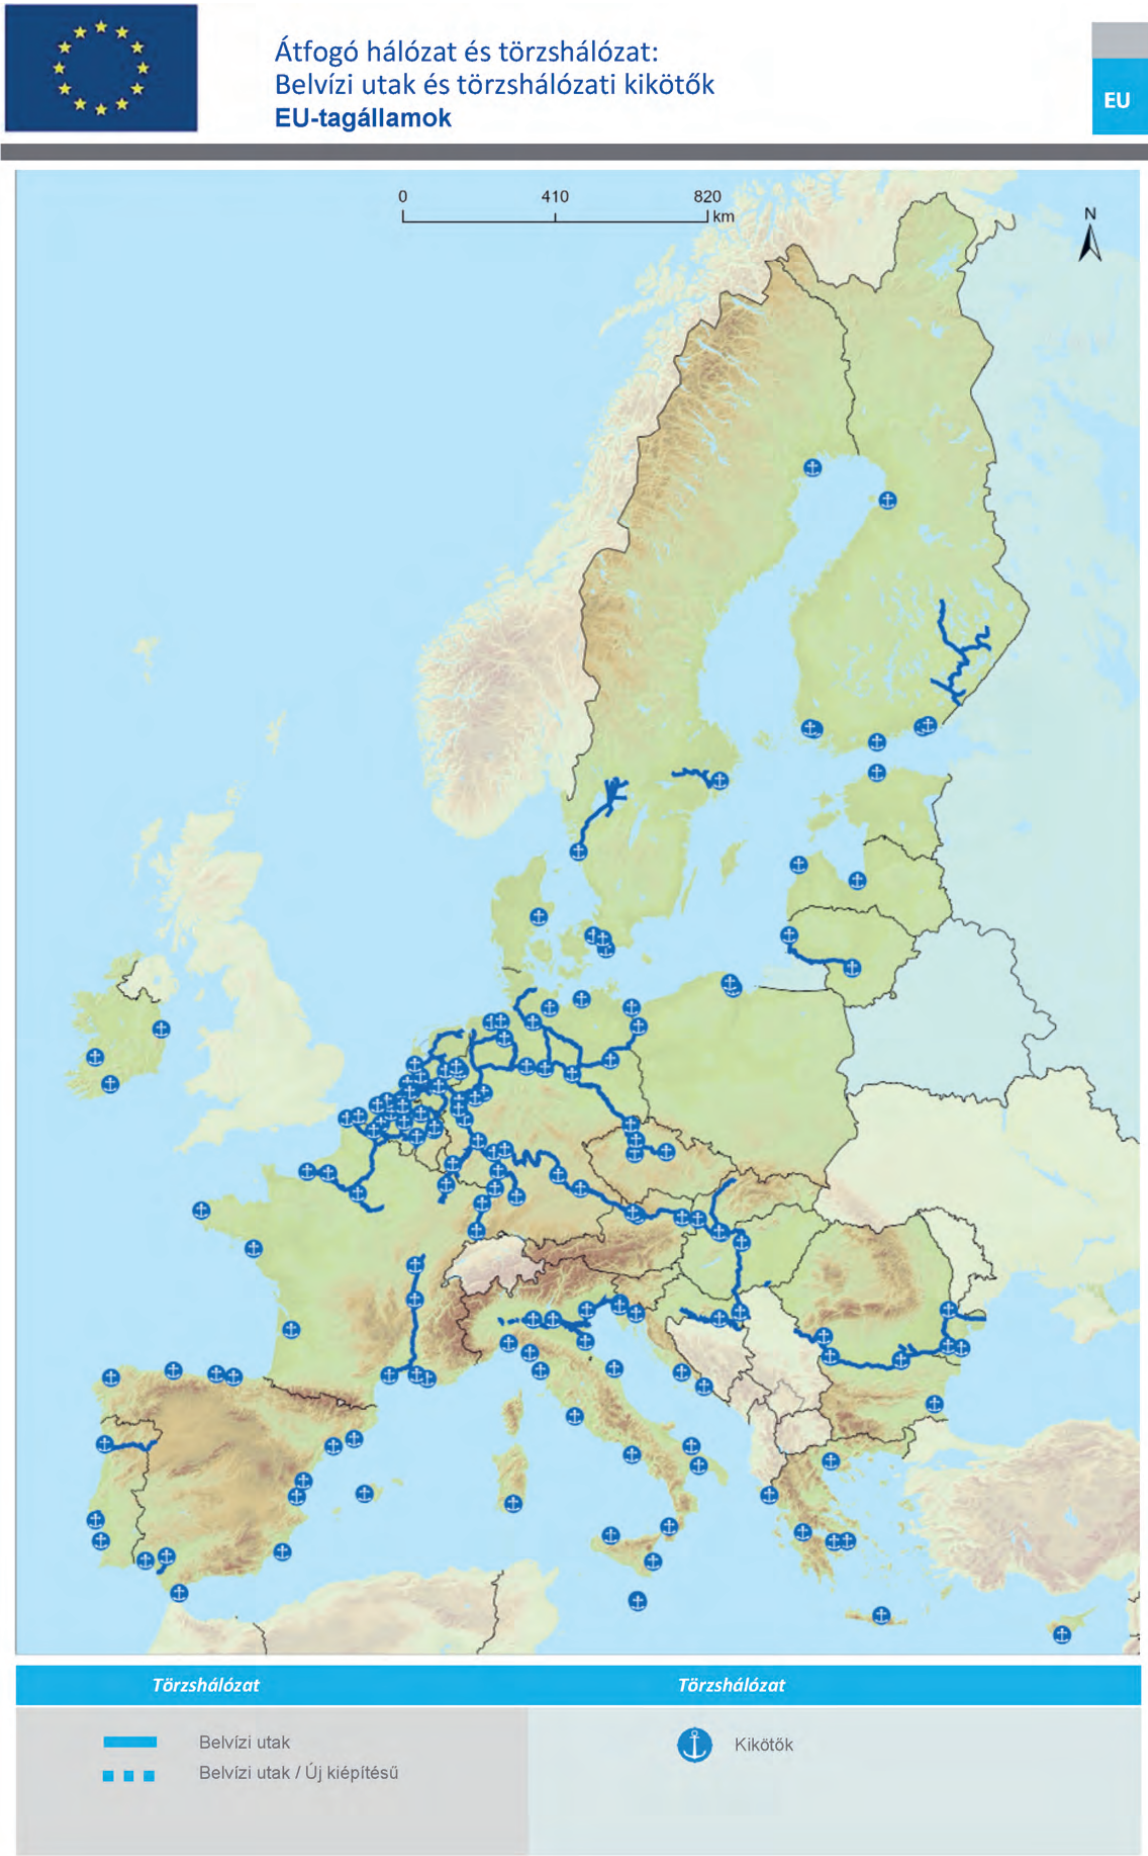 Átfogó hálózat és törzshálózat:
Belvízi utak és törzshálózati kikötők
EU-tagállamok
EU
0 410 820
km
N
Törzshálózat
Törzshálózat
Belvízi utak
Belvízi utak / Új kiépítésű
Kikötők